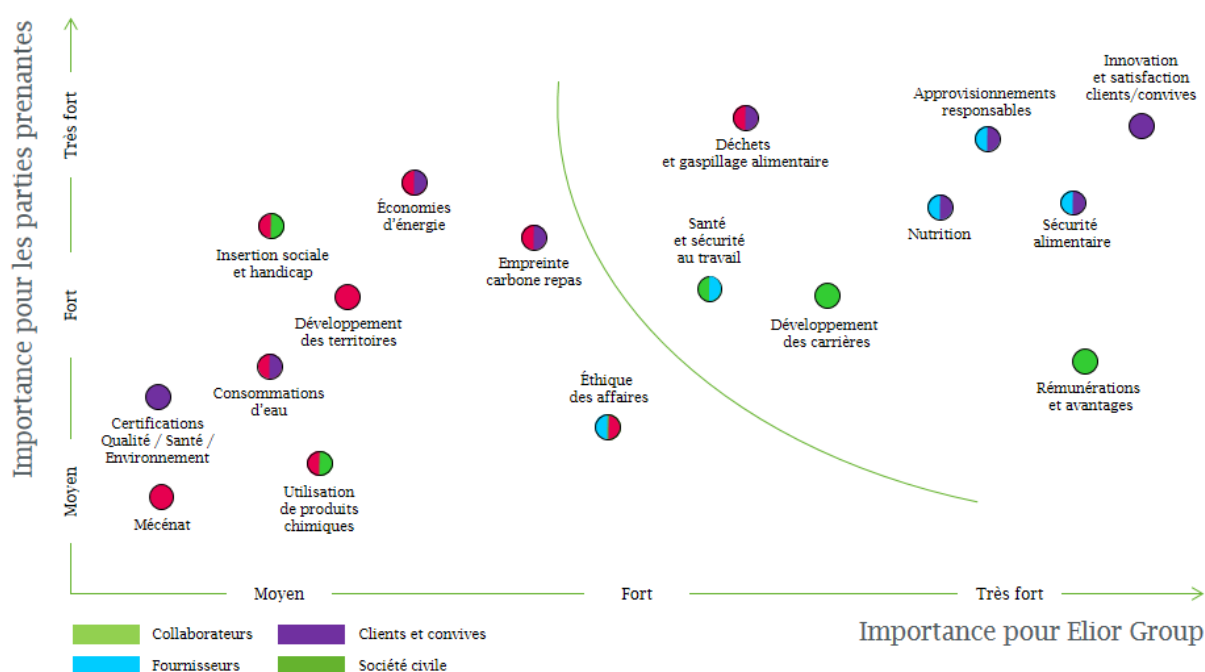 Importance pour les parties prenantes
Très fort
Fort
Moyen
Innovation
et satisfaction
clients/convives
Approvisionnements
responsables
Déchets
et gaspillage alimentaire
Économies
d'énergie
Santé
et sécurité
au travail
Nutrition
Sécurité
alimentaire
Insertion sociale
et handicap
Empreinte
carbone repas
Développement
des territoires
Développement
des carrières
Éthique
des affaires
Rémunérations
et avantages
Consommations
d'eau
Certifications
Qualité / Santé /
Environnement
Utilisation
de produits
chimiques
Mécénat
Moyen
Fort
Très fort
Importance pour Elior Group
Collaborateurs
Clients et convives
Fournisseurs
Société civile